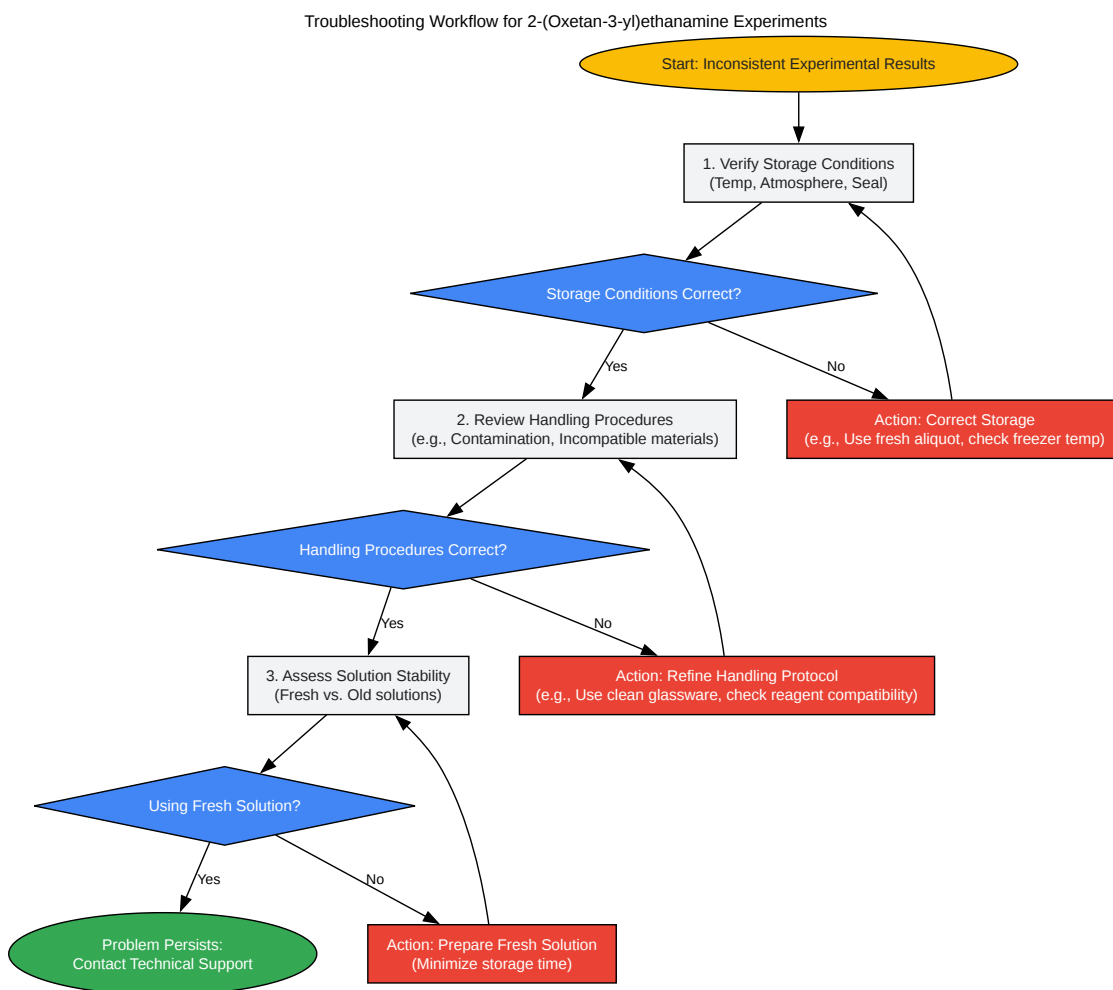 Troubleshooting Workflow for 2-(Oxetan-3-yl)ethanamine Experiments
Start: Inconsistent Experimental Results
1. Verify Storage Conditions
(Temp, Atmosphere, Seal)
Storage Conditions Correct?
Yes
No
2. Review Handling Procedures
(e.g., Contamination, Incompatible materials)
Action: Correct Storage
(e.g., Use fresh aliquot, check freezer temp)
Handling Procedures Correct?
Yes
No
3. Assess Solution Stability
(Fresh vs. Old solutions)
Action: Refine Handling Protocol
(e.g., Use clean glassware, check reagent compatibility)
Using Fresh Solution?
Yes
No
Problem Persists:
Contact Technical Support
Action: Prepare Fresh Solution
(Minimize storage time)